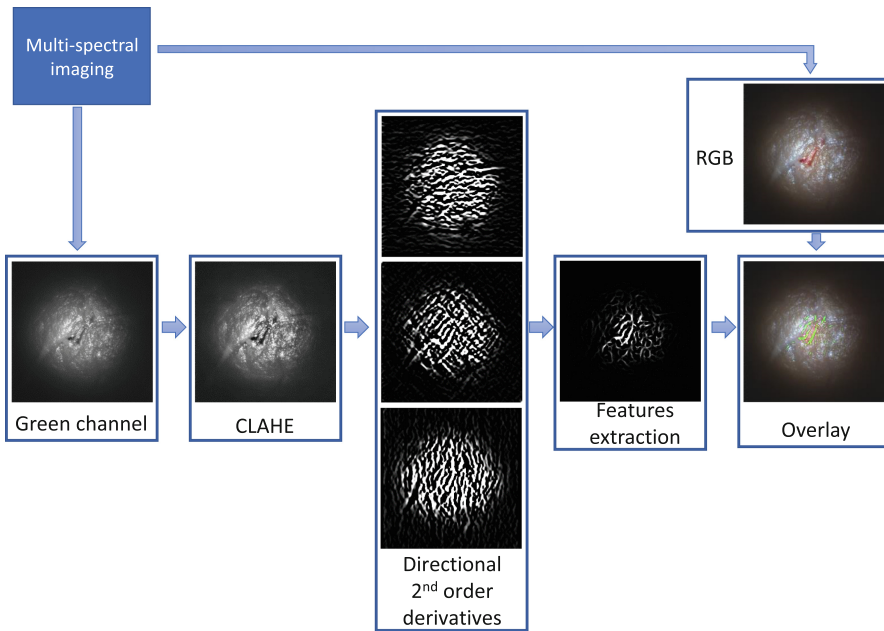 Multi-spectral
imaging
RGB
Green channel
CLAHE
Directional
2nd order
derivatives
Features
extraction
Overlay